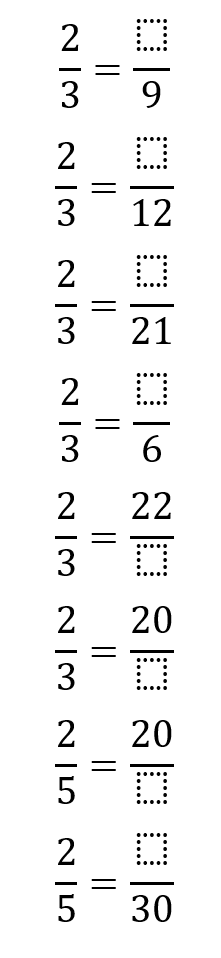 2/3 = ⬚/9
2/3 = ⬚/12
2/3 = ⬚/21
2/3 = ⬚/6
2/3 = 22/⬚
2/3 = 20/⬚
2/5 = 20/⬚
2/5 = ⬚/30